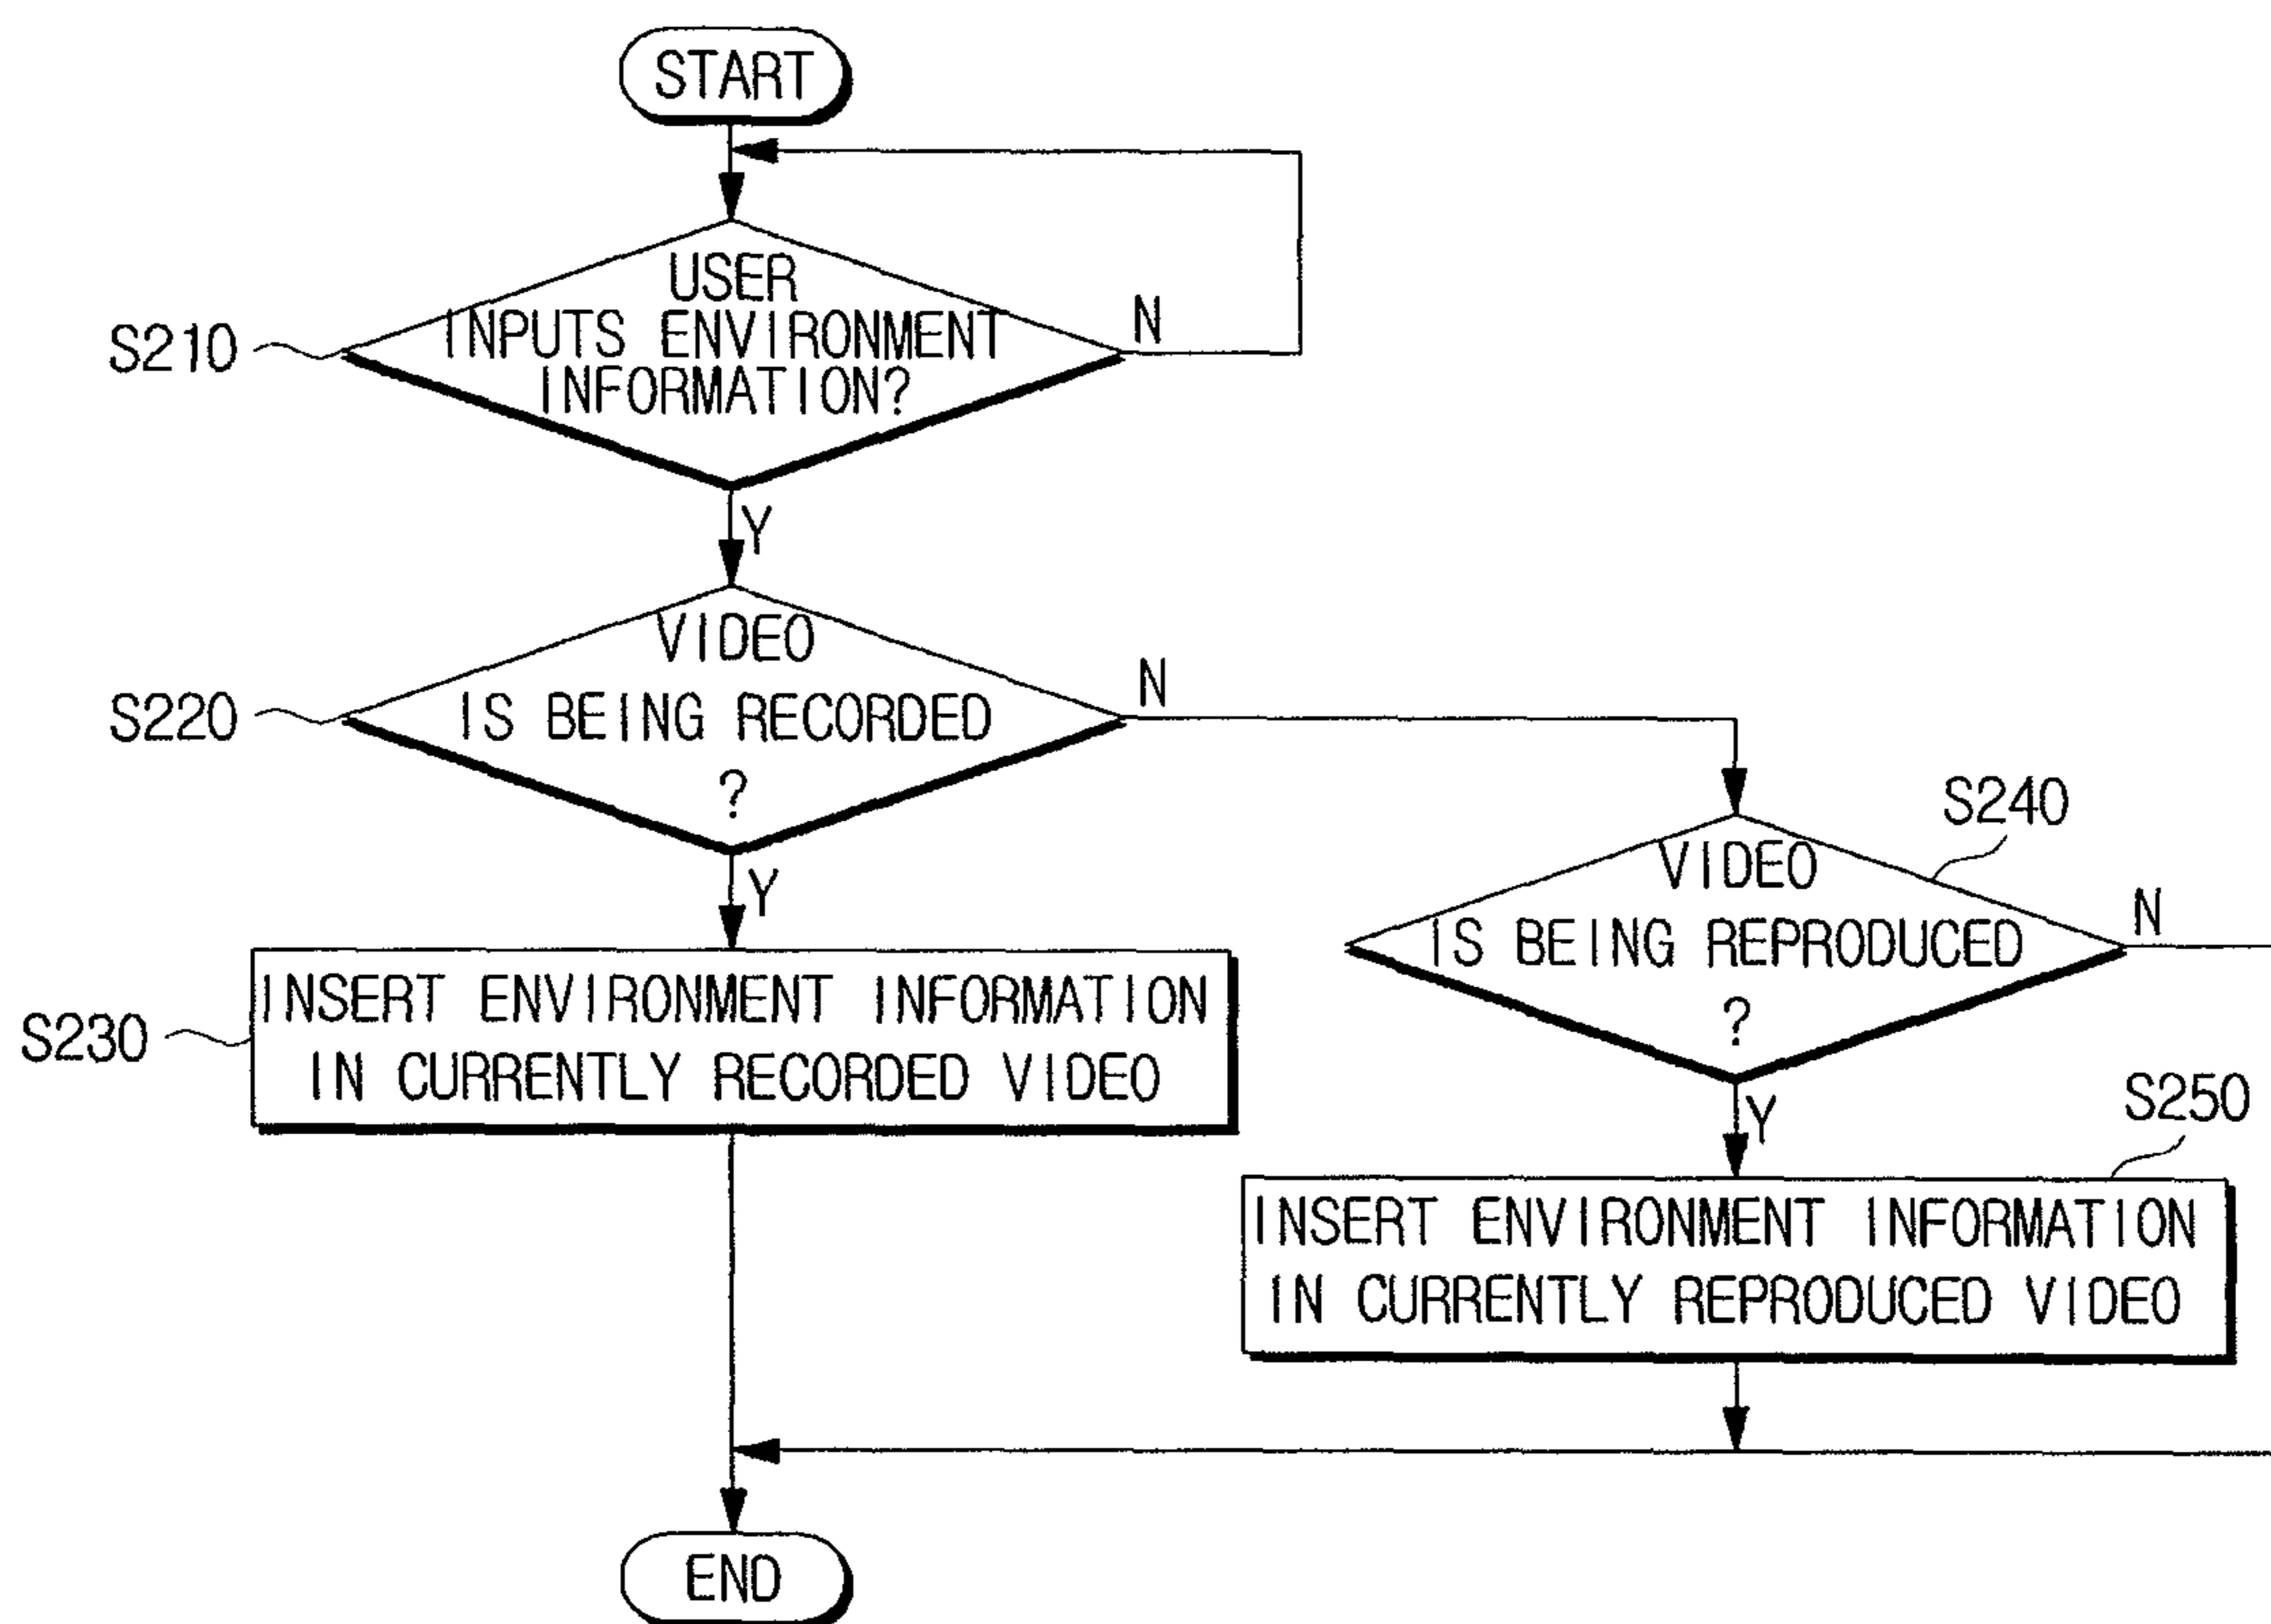 START
USER
INPUTS ENVIRONMENT
INFORMATION?
N
S210
Y
VIDEO
IS BEING RECORDED
?
N
S220
Y
S240
VIDEO
IS BEING REPRODUCED
?
N
INSERT ENVIRONMENT INFORMATION
IN CURRENTLY RECORDED VIDEO
S230
Y
S250
INSERT ENVIRONMENT INFORMATION
IN CURRENTLY REPRODUCED VIDEO
END